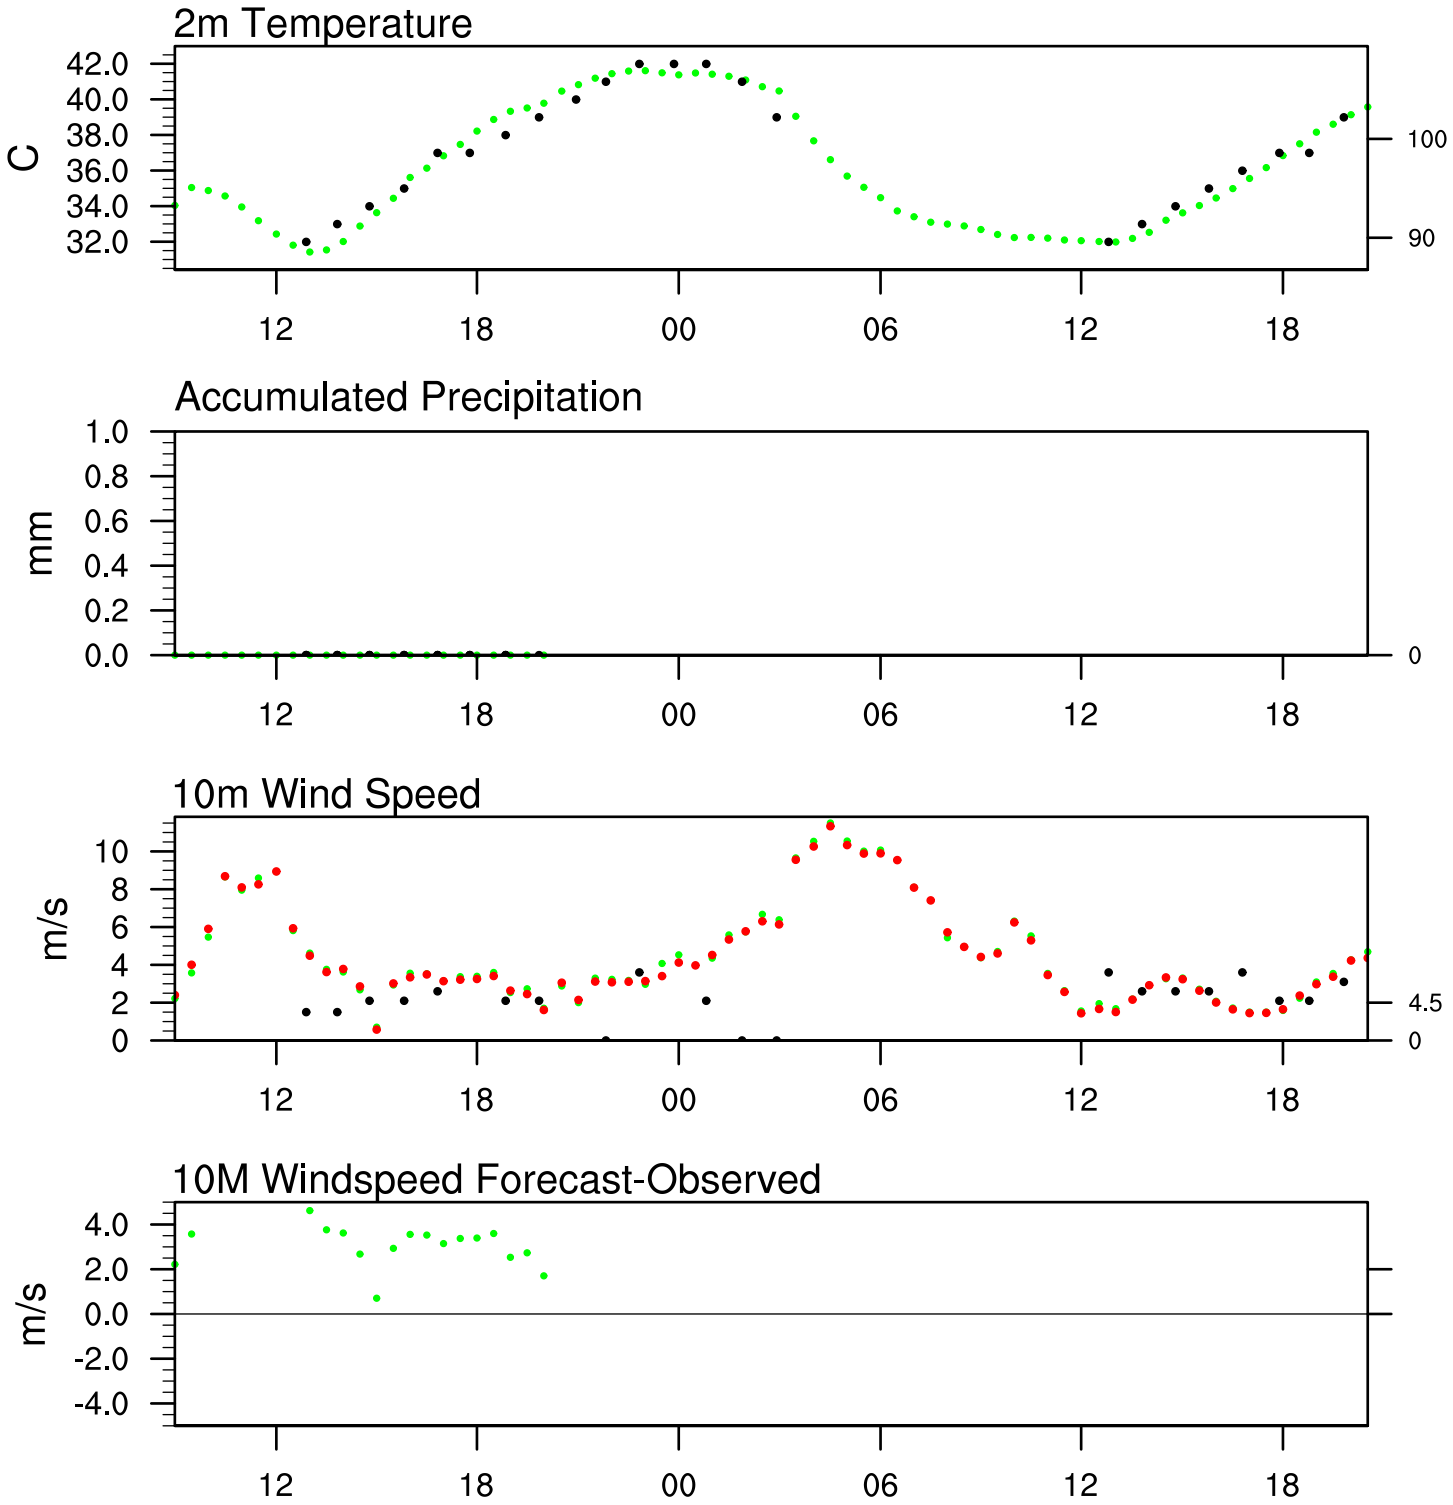 2m Temperature
42.0
40.0
38.0
36.0
34.0
32.0
C
100
90
12 18 00 06 12 18
Accumulated Precipitation
1.0
0.8
0.6
0.4
0.2
0.0
mm
0
12 18 00 06 12 18
10m Wind Speed
10
8
6
4
2
0
m/s
4.5
0
12 18 00 06 12 18
10M Windspeed Forecast-Observed
4.0
2.0
0.0
-2.0
-4.0
m/s
12 18 00 06 12 18